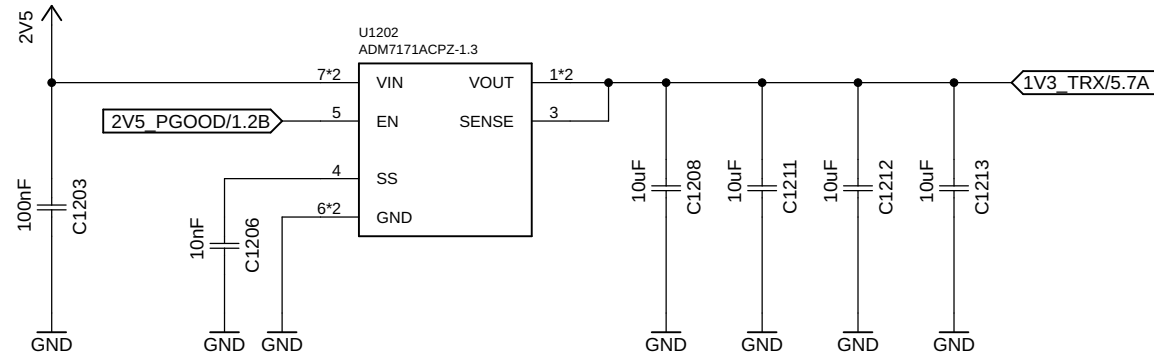 2V5
U1202
ADM7171ACPZ-1.3
7*2
VIN
VOUT
1*2
1V3_TRX/5.7A
2V5_PGOOD/1.2B
5
EN
SENSE
3
4
SS
6*2
GND
100nF
C1203
10nF
C1206
10uF
C1208
10uF
C1211
10uF
C1212
10uF
C1213
GND
GND
GND
GND
GND
GND
GND